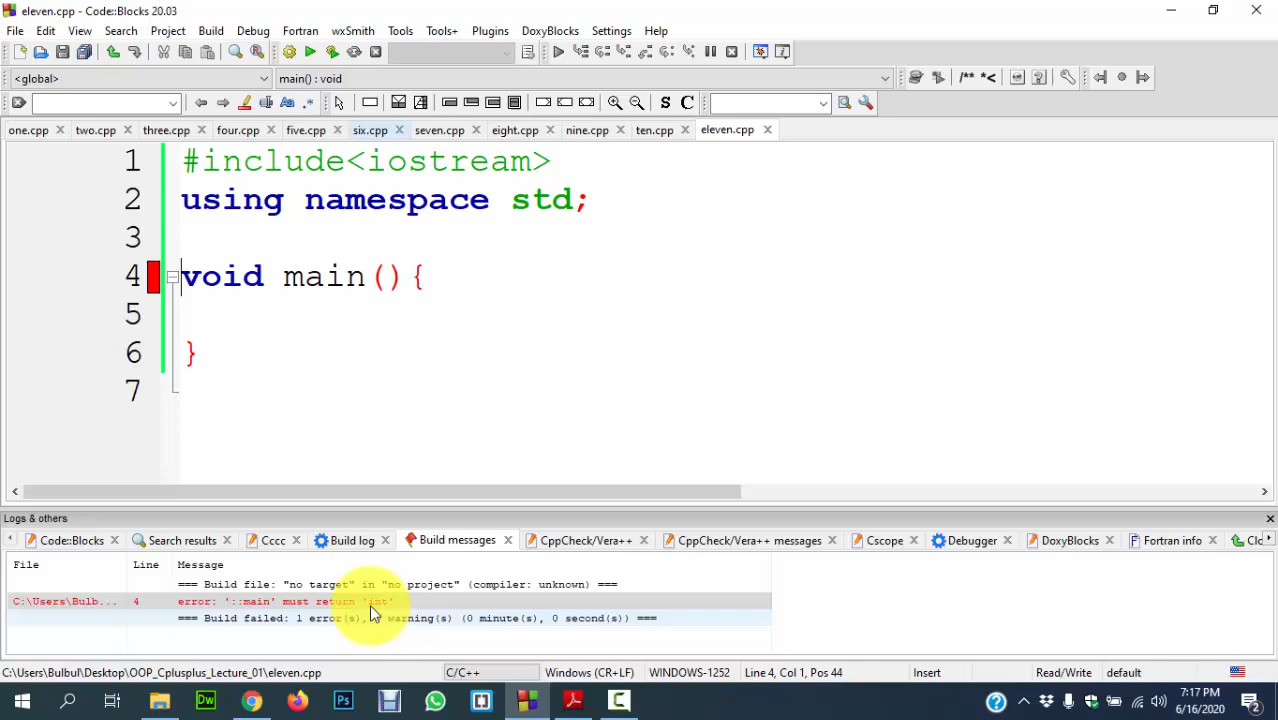 eleven.cpp - Code::Blocks 20.03
File Edit View Search Project Build Debug Fortran wxSmith Tools Tools+ Plugins DoxyBlocks Settings Help
<global> main() : void
/** *<
S C
one.cpp two.cpp three.cpp four.cpp five.cpp six.cpp seven.cpp eight.cpp nine.cpp ten.cpp eleven.cpp
1 #include<iostream>
2 using namespace std;
3
4 void main(){
5
6 }
7
Logs & others
Code::Blocks Search results Cccc Build log Build messages CppCheck/Vera++ CppCheck/Vera++ messages Cscope Debugger DoxyBlocks Fortran info Clo
File Line Message
=== Build file: "no target" in "no project" (compiler: unknown) ===
C:\Users\Bulb... 4 error: '::main' must return 'int'
=== Build failed: 1 error(s), warning(s) (0 minute(s), 0 second(s)) ===
C:\Users\Bulbul\Desktop\OOP_Cplusplus_Lecture_01\eleven.cpp C/C++ Windows (CR+LF) WINDOWS-1252 Line 4, Col 1, Pos 44 Insert Read/Write default
Dw Ps 7:17 PM
6/16/2020 2